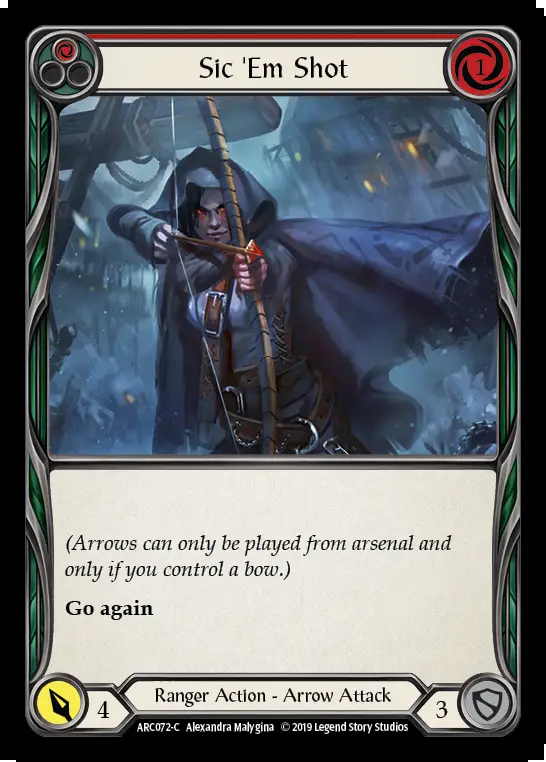 Sic 'Em Shot
1
(Arrows can only be played from arsenal and
only if you control a bow.)
Go again
4
Ranger Action - Arrow Attack
3
ARC072-C Alexandra Malygina © 2019 Legend Story Studios